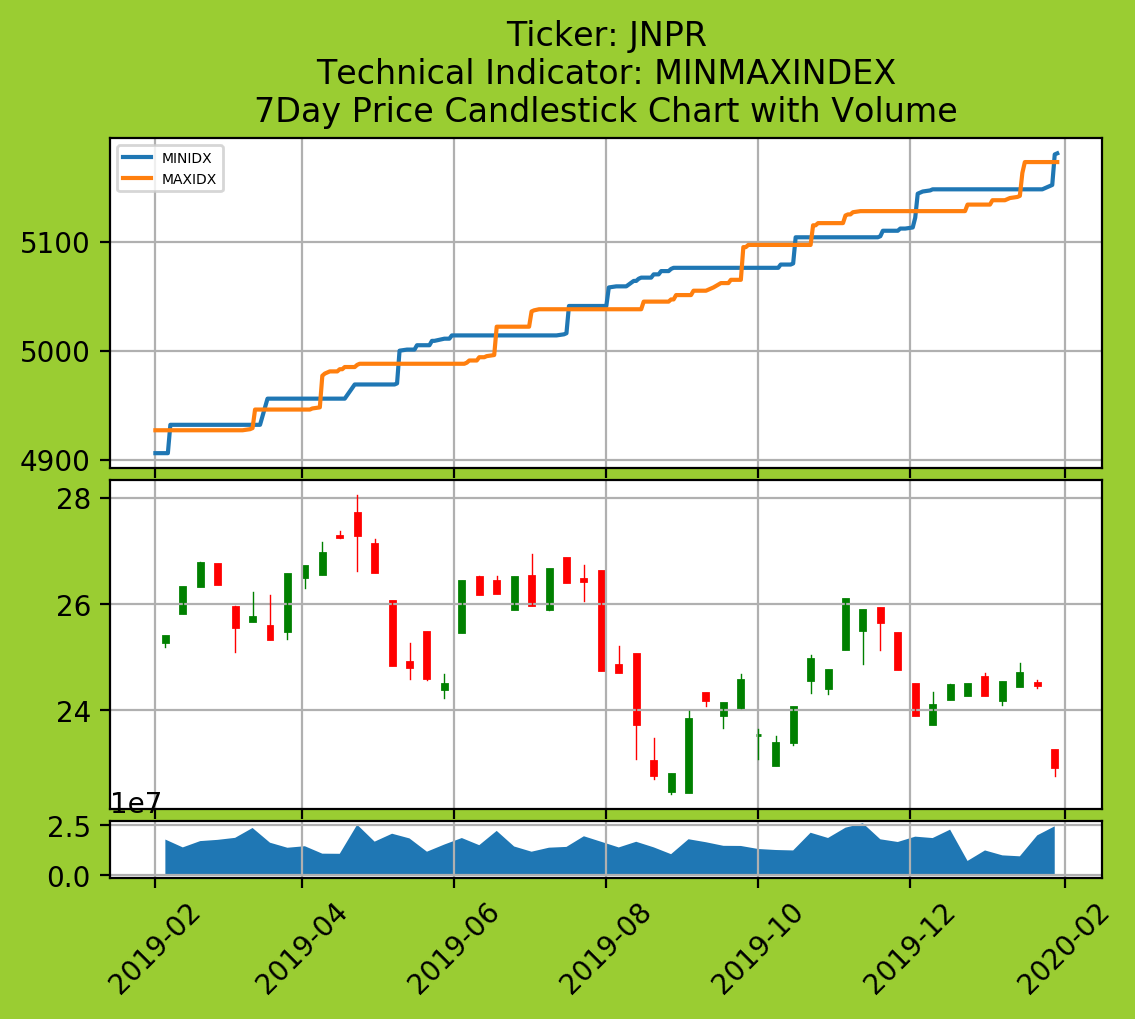 Ticker: JNPR
Technical Indicator: MINMAXINDEX
7Day Price Candlestick Chart with Volume
MINIDX
MAXIDX
5100
5000
4900
28
26
24
1e7
2.5
0.0
2019-02
2019-04
2019-06
2019-08
2019-10
2019-12
2020-02